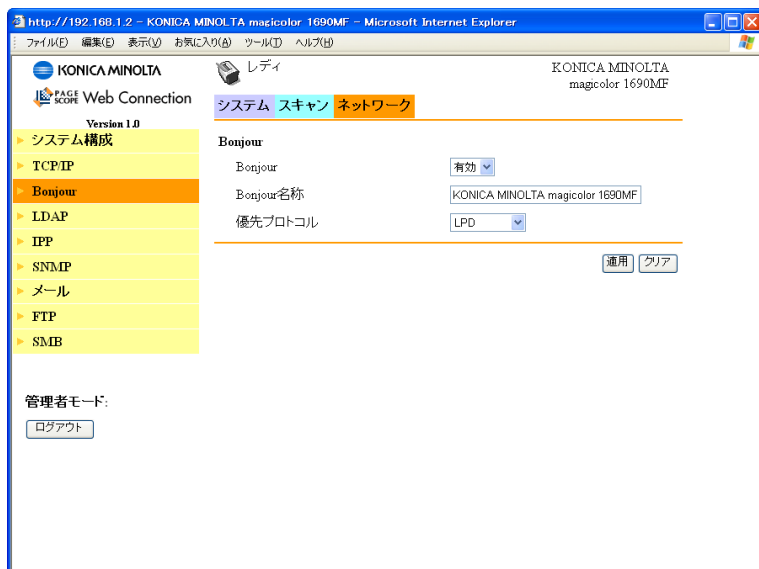 http://192.168.1.2 - KONICA MINOLTA magicolor 1690MF - Microsoft Internet Explorer
ファイル(F) 編集(E) 表示(V) お気に入り(A) ツール(T) ヘルプ(H)
KONICA MINOLTA
PAGE SCOPE Web Connection
Version 1.0
レディ
KONICA MINOLTA
magicolor 1690MF
システム スキャン ネットワーク
システム構成
TCP/IP
Bonjour
LDAP
IPP
SNMP
メール
FTP
SMB
管理者モード:
ログアウト
Bonjour
Bonjour 有効
Bonjour名称 KONICA MINOLTA magicolor 1690MF
優先プロトコル LPD
適用 クリア